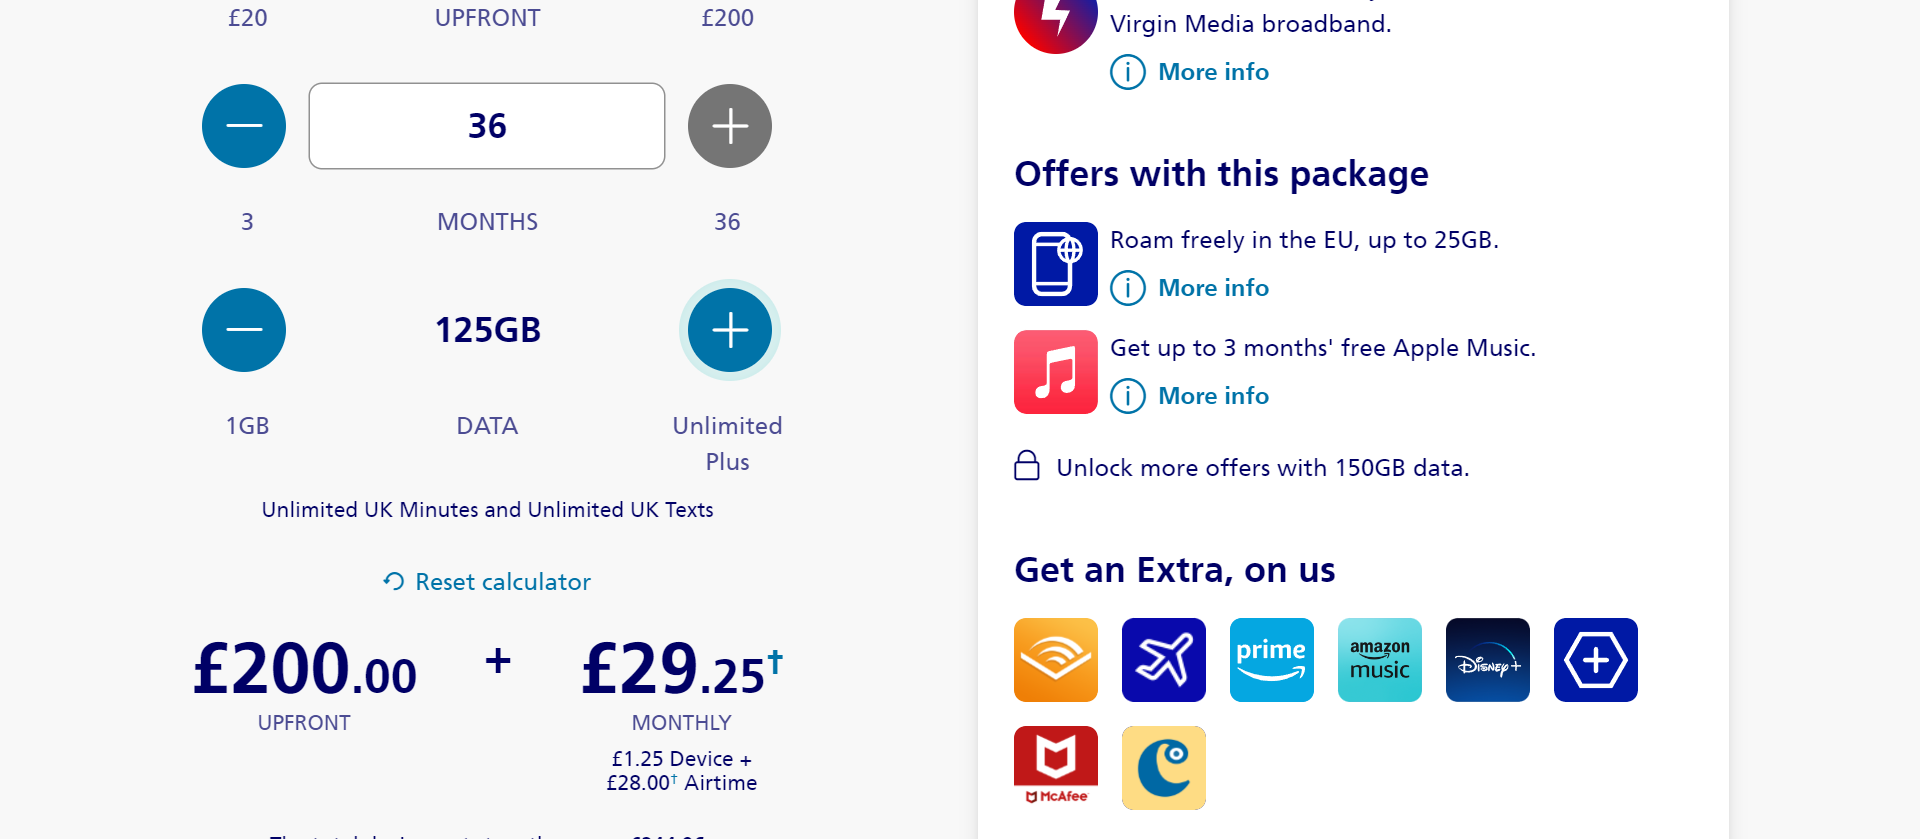 £20
UPFRONT
£200
36
3
MONTHS
36
125GB
1GB
DATA
Unlimited
Plus
Unlimited UK Minutes and Unlimited UK Texts
Reset calculator
£200.00
+
£29.25†
UPFRONT
MONTHLY
£1.25 Device +
£28.00† Airtime
Virgin Media broadband.
More info
Offers with this package
Roam freely in the EU, up to 25GB.
More info
Get up to 3 months' free Apple Music.
More info
Unlock more offers with 150GB data.
Get an Extra, on us
prime
amazon
music
Disney+
McAfee